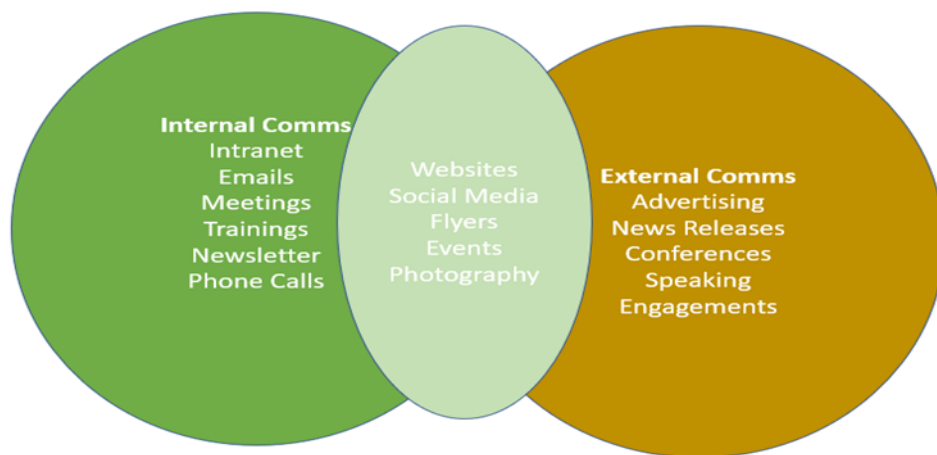 Internal Comms
Intranet
Emails
Meetings
Trainings
Newsletter
Phone Calls
Websites
Social Media
Flyers
Events
Photography
External Comms
Advertising
News Releases
Conferences
Speaking
Engagements